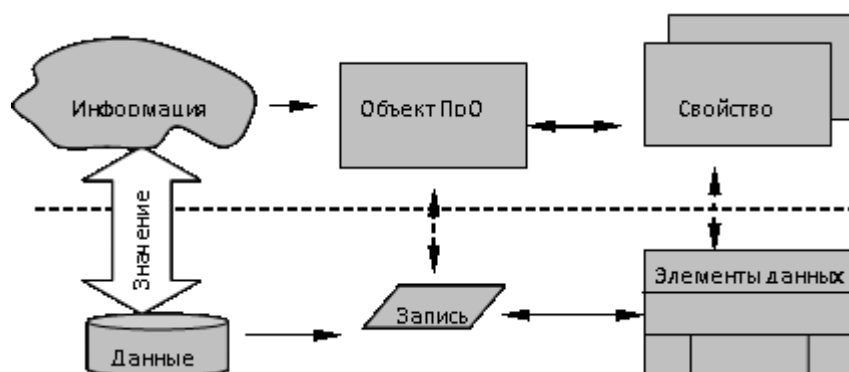 Информация
Объект ПрО
Свойство
Значение
Данные
Запись
Элементы данных